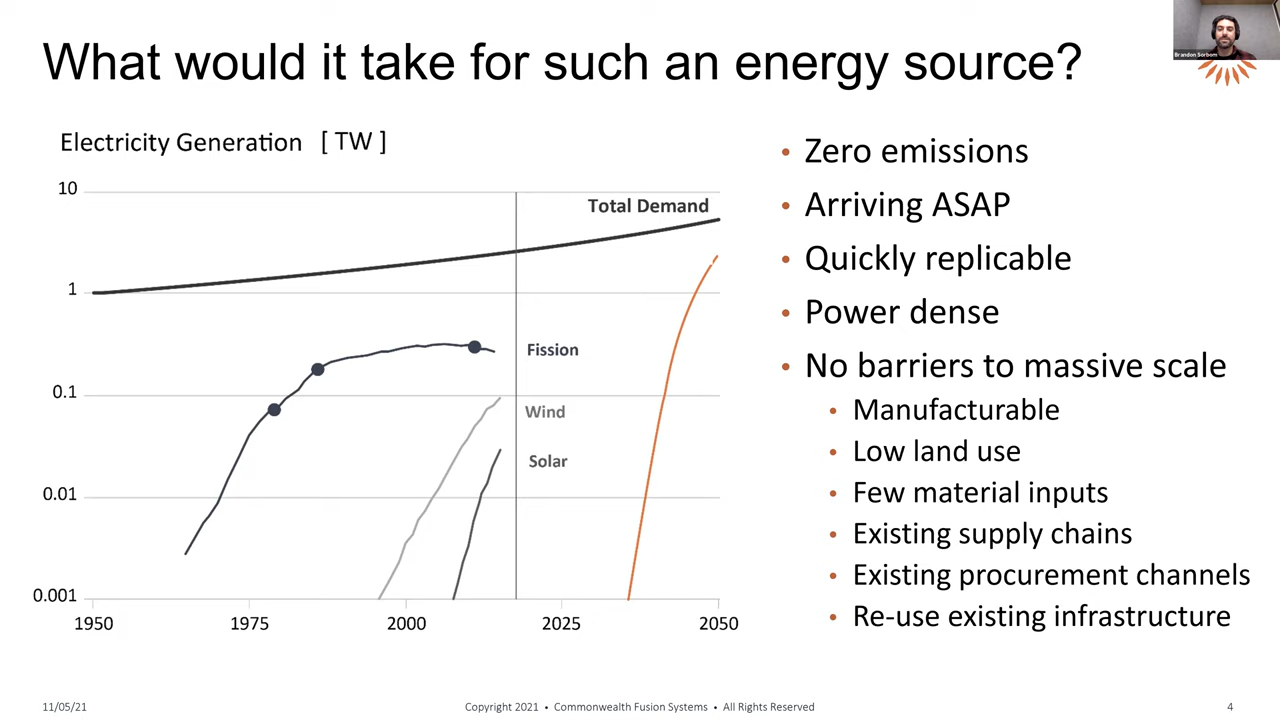 What would it take for such an energy source?
Brandon Sorbom
Electricity Generation [ TW ]
10
1
0.1
0.01
0.001
1950
1975
2000
2025
2050
Total Demand
Fission
Wind
Solar
• Zero emissions
• Arriving ASAP
• Quickly replicable
• Power dense
• No barriers to massive scale
• Manufacturable
• Low land use
• Few material inputs
• Existing supply chains
• Existing procurement channels
• Re-use existing infrastructure
11/05/21
Copyright 2021 • Commonwealth Fusion Systems • All Rights Reserved
4